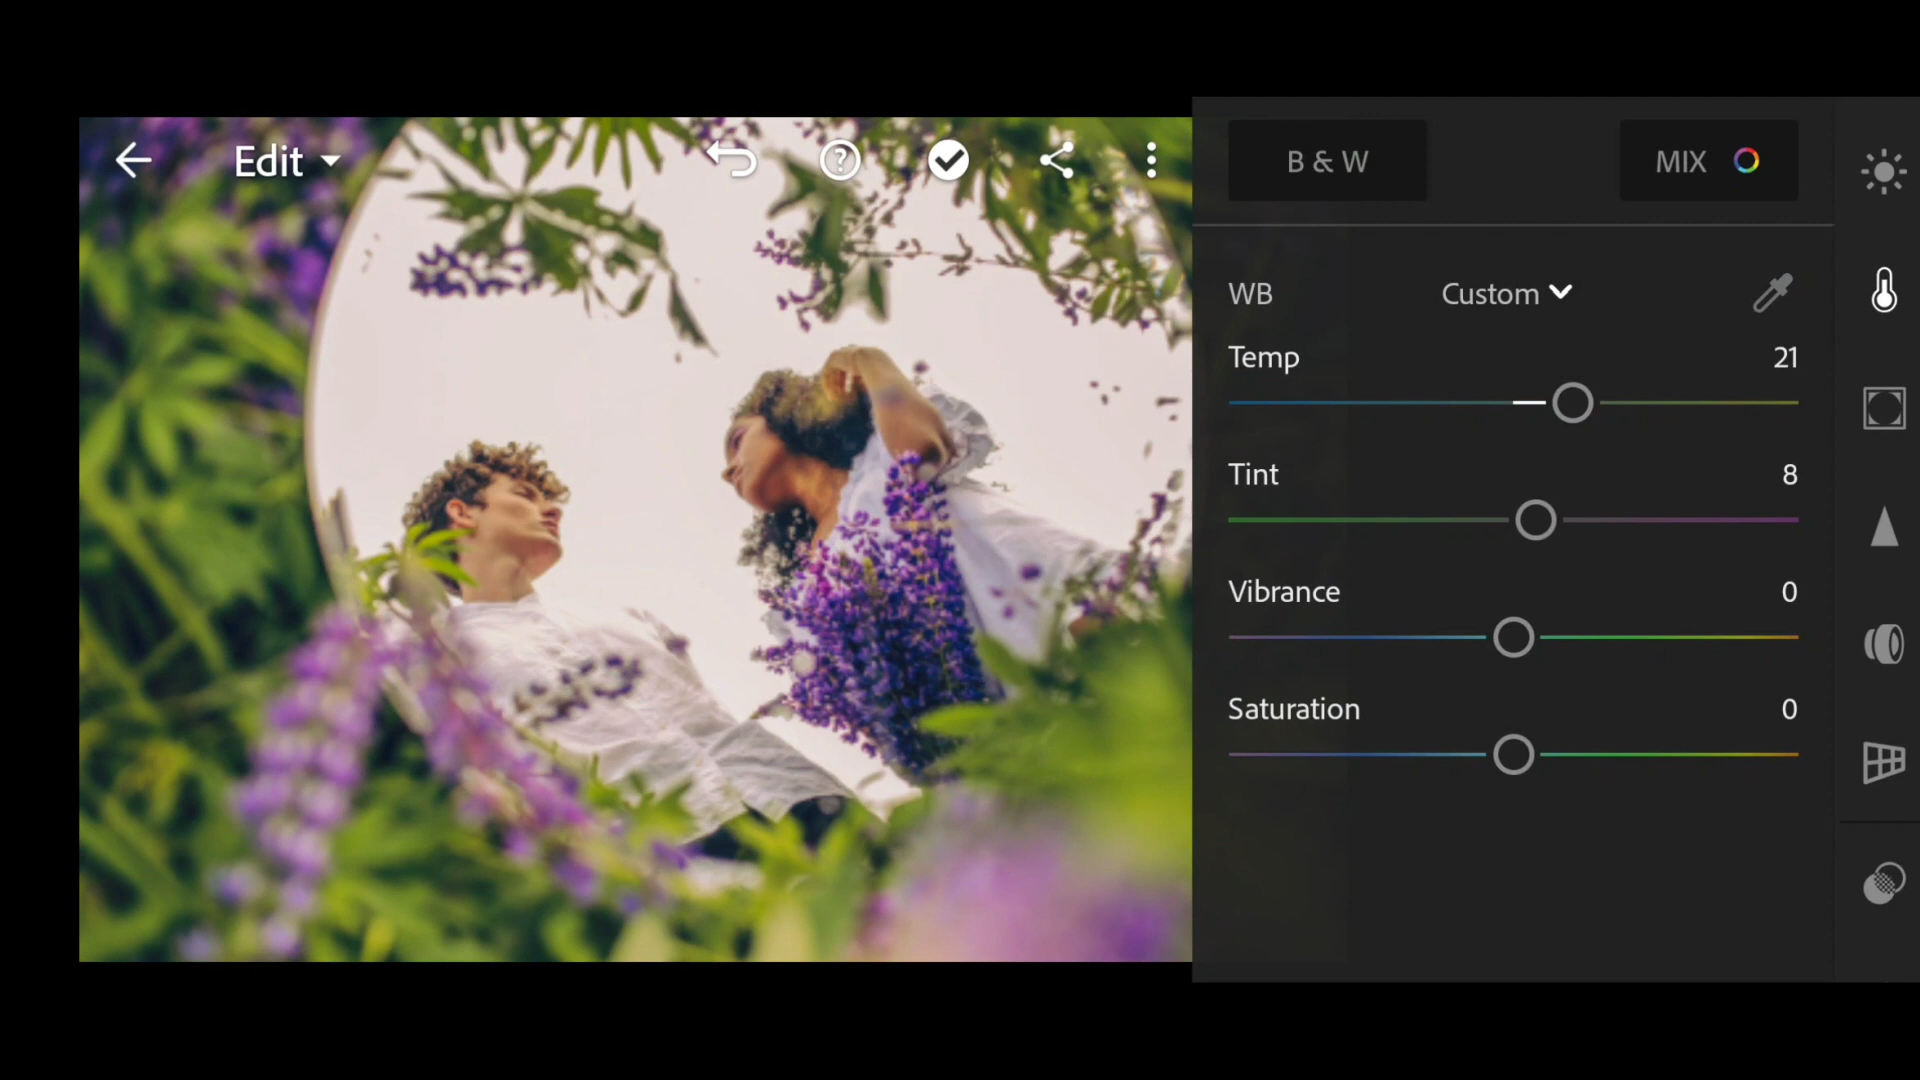 Edit
B & W
MIX
WB
Custom
Temp
21
Tint
8
Vibrance
0
Saturation
0